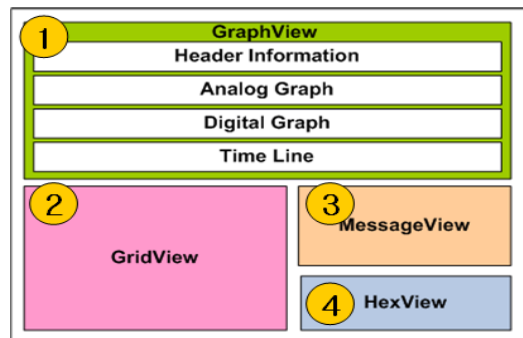 1
GraphView
Header Information
Analog Graph
Digital Graph
Time Line
2
GridView
3
MessageView
4
HexView